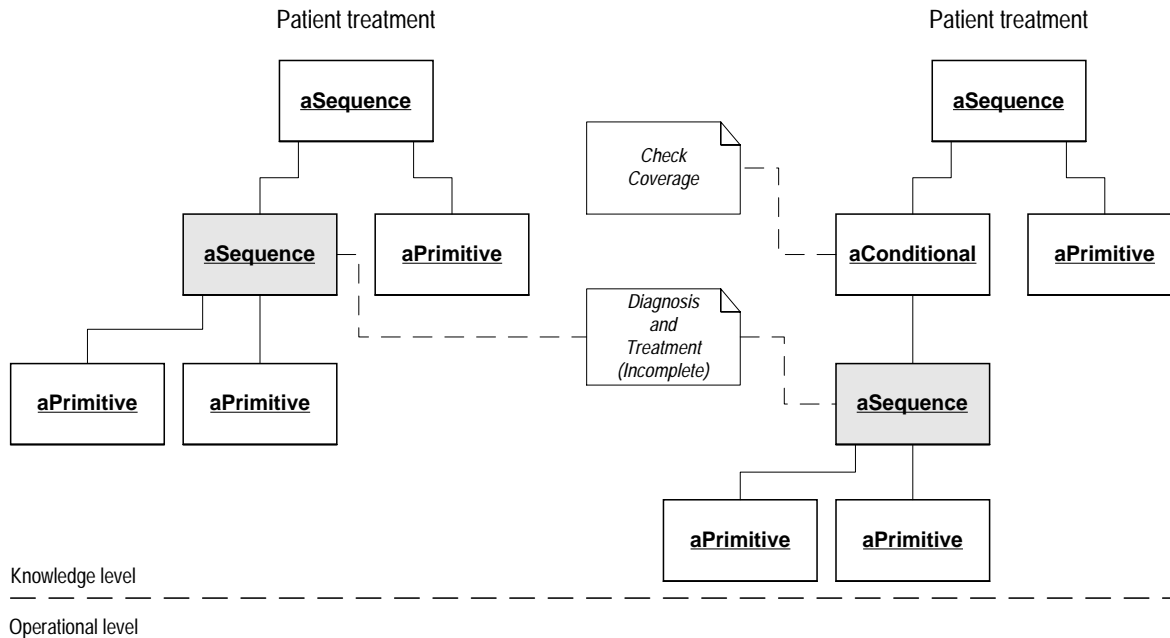 Patient treatment
Patient treatment
aSequence
aSequence
Check
Coverage
aSequence
aPrimitive
aConditional
aPrimitive
Diagnosis
and
Treatment
(Incomplete)
aPrimitive
aPrimitive
aSequence
aPrimitive
aPrimitive
Knowledge level
Operational level